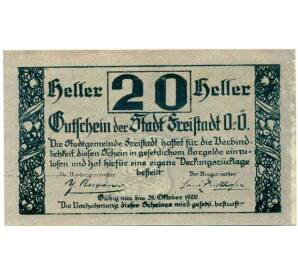 Heller 20 Heller
Gutschein der Stadt Freistadt O.Ö.
Die Stadtgemeinde Freistadt haftet für die Verbind-
lichkeit diesen Schein in gesetzlichem Bargelde einzu-
lösen und hat hiefür eine eigene Deckungsrücklage
bestellt.
Der Bürgermeister
Gültig nur bis 31. Oktober 1920.
Die Nachahmung dieses Scheines wird gesetzl. bestraft.